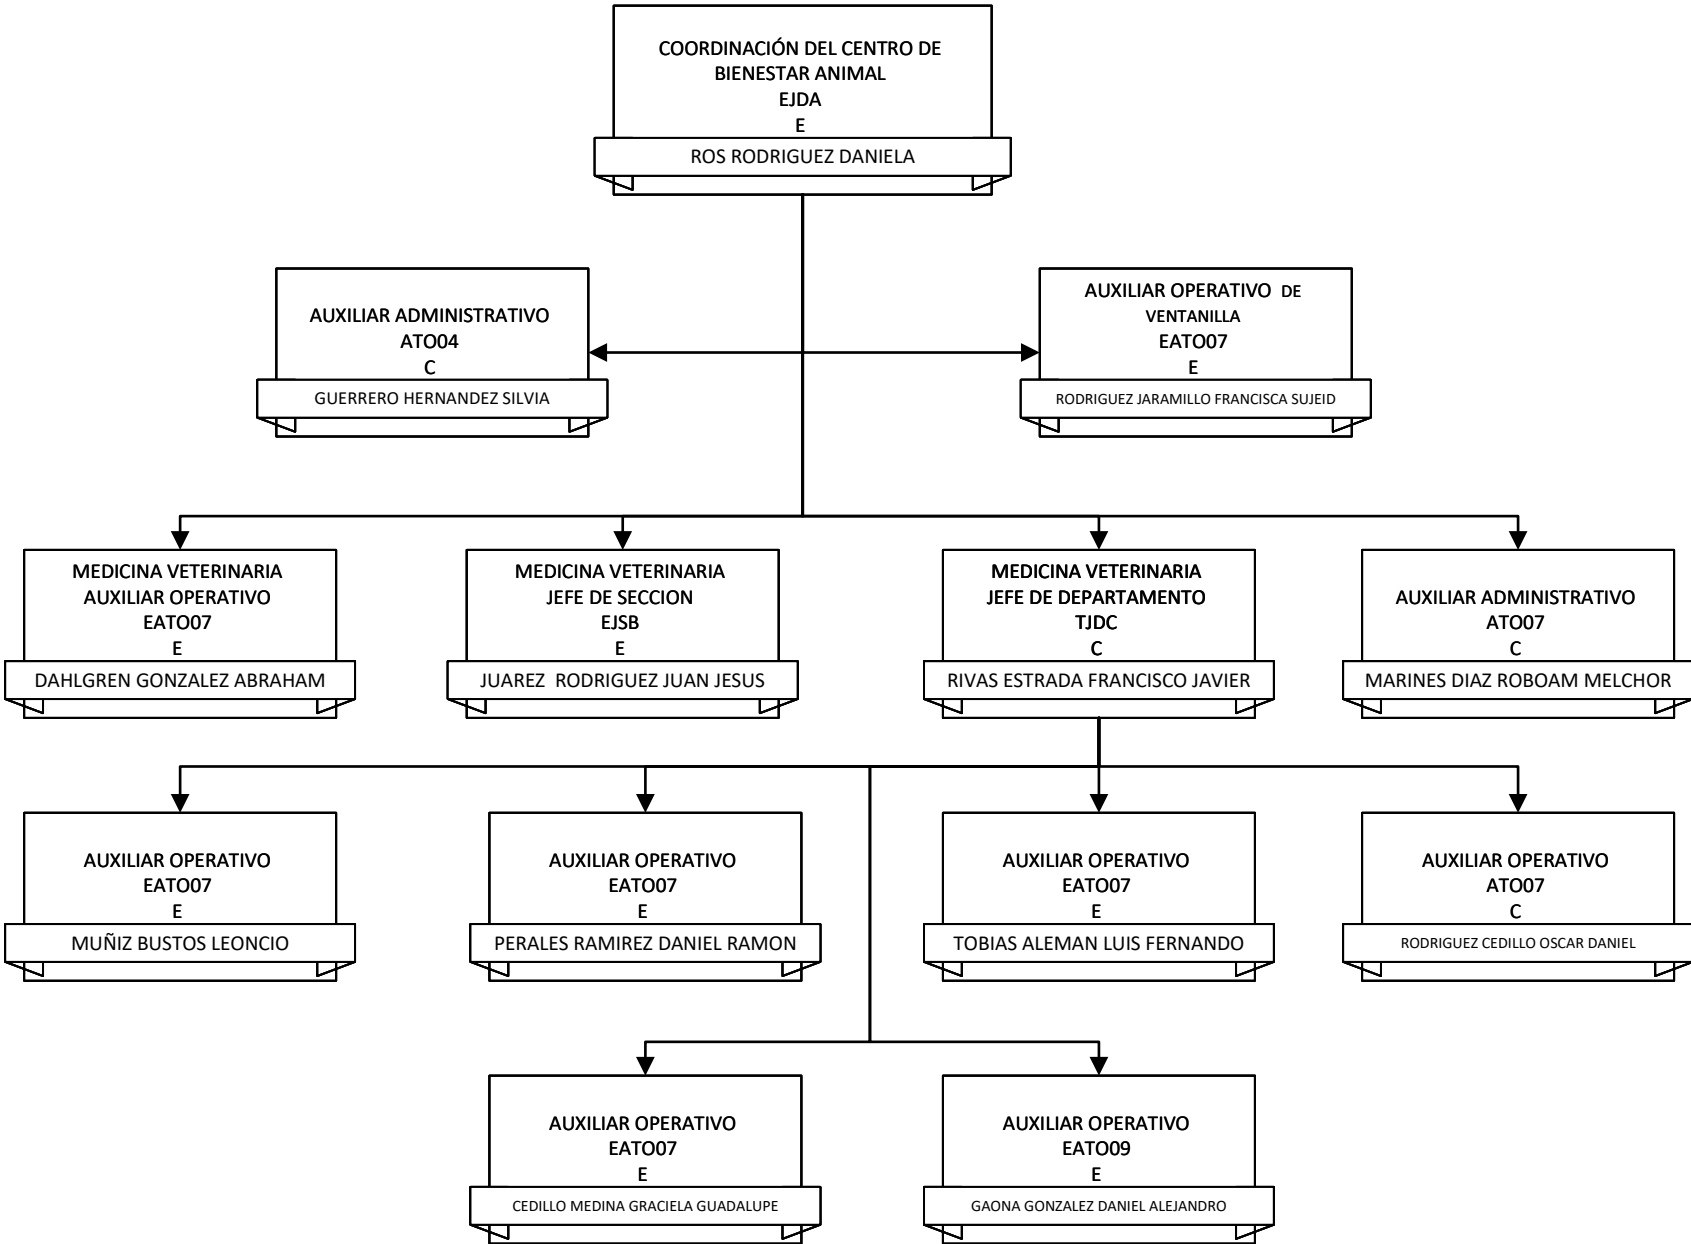 COORDINACIÓN DEL CENTRO DE
BIENESTAR ANIMAL
EJDA
E
ROS RODRIGUEZ DANIELA
AUXILIAR ADMINISTRATIVO
ATO04
C
GUERRERO HERNANDEZ SILVIA
AUXILIAR OPERATIVO DE
VENTANILLA
EATO07
E
RODRIGUEZ JARAMILLO FRANCISCA SUJEID
MEDICINA VETERINARIA
AUXILIAR OPERATIVO
EATO07
E
DAHLGREN GONZALEZ ABRAHAM
MEDICINA VETERINARIA
JEFE DE SECCION
EJSB
E
JUAREZ RODRIGUEZ JUAN JESUS
MEDICINA VETERINARIA
JEFE DE DEPARTAMENTO
TJDC
C
RIVAS ESTRADA FRANCISCO JAVIER
AUXILIAR ADMINISTRATIVO
ATO07
C
MARINES DIAZ ROBOAM MELCHOR
AUXILIAR OPERATIVO
EATO07
E
MUÑIZ BUSTOS LEONCIO
AUXILIAR OPERATIVO
EATO07
E
PERALES RAMIREZ DANIEL RAMON
AUXILIAR OPERATIVO
EATO07
E
TOBIAS ALEMAN LUIS FERNANDO
AUXILIAR OPERATIVO
ATO07
C
RODRIGUEZ CEDILLO OSCAR DANIEL
AUXILIAR OPERATIVO
EATO07
E
CEDILLO MEDINA GRACIELA GUADALUPE
AUXILIAR OPERATIVO
EATO09
E
GAONA GONZALEZ DANIEL ALEJANDRO